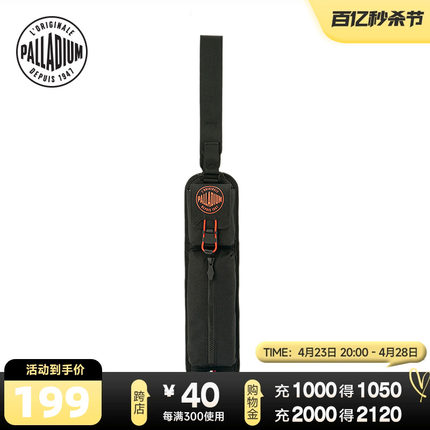 L'ORIGINALE
PALLADIUM
DEPUIS 1947
百亿秒杀节
PALLADIUM
TIME: 4月23日 20:00 - 4月28日
活动到手价
199
跨店
¥40
每满300使用
购物金
充1000得1050
充2000得2120